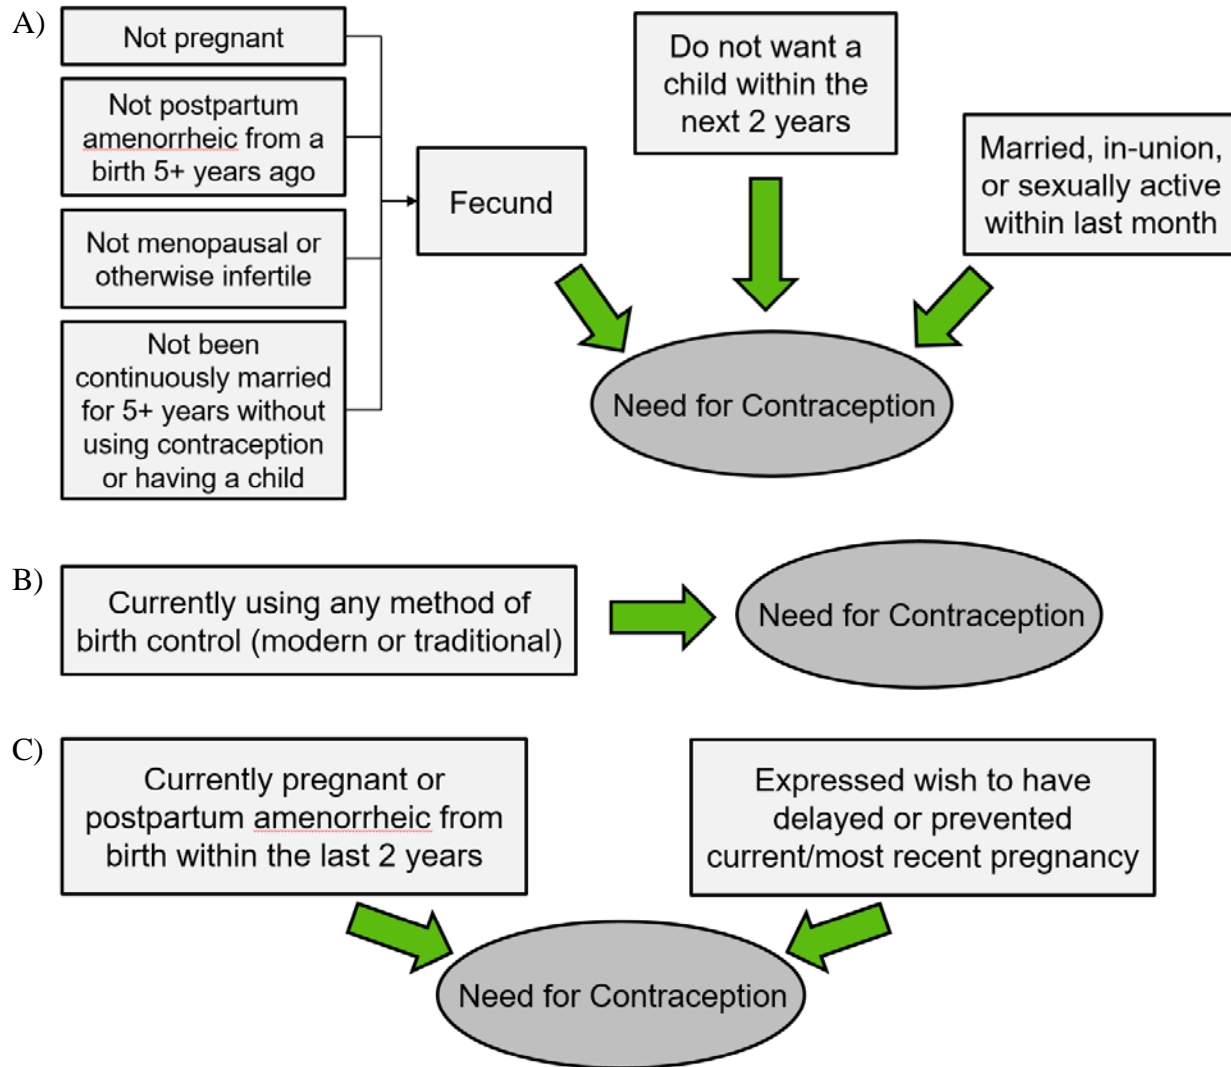 A)
Not pregnant
Not postpartum
amenorrheic from a
birth 5+ years ago
Not menopausal or
otherwise infertile
Not been
continuously married
for 5+ years without
using contraception
or having a child
Fecund
Do not want a
child within the
next 2 years
Married, in-union,
or sexually active
within last month
Need for Contraception
B)
Currently using any method of
birth control (modern or traditional)
Need for Contraception
C)
Currently pregnant or
postpartum amenorrheic from
birth within the last 2 years
Expressed wish to have
delayed or prevented
current/most recent pregnancy
Need for Contraception